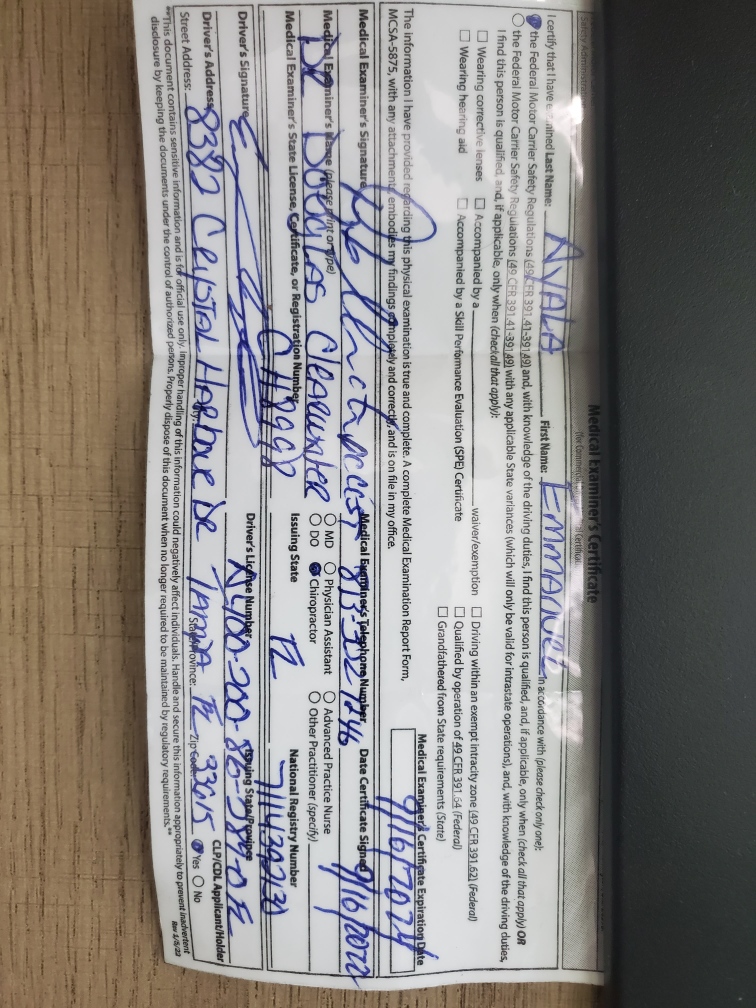 Safety Administration
Medical Examiner's Certificate
(for Commercial Medical Certification)
I certify that I have examined Last Name: AYALA First Name: EMMANUEL in accordance with (please check only one):
the Federal Motor Carrier Safety Regulations (49 CFR 391.41-391.49) and, with knowledge of the driving duties, I find this person is qualified, and, if applicable, only when (check all that apply) OR
the Federal Motor Carrier Safety Regulations (49 CFR 391.41-391.49) with any applicable State variances (which will only be valid for intrastate operations), and, with knowledge of the driving duties,
I find this person is qualified, and, if applicable, only when (check all that apply):
Wearing corrective lenses Accompanied by a waiver/exemption Driving within an exempt intracity zone (49 CFR 391.62) (Federal)
Wearing hearing aid Accompanied by a Skill Performance Evaluation (SPE) Certificate Qualified by operation of 49 CFR 391.64 (Federal)
Grandfathered from State requirements (State)
The information I have provided regarding this physical examination is true and complete. A complete Medical Examination Report Form,
MCSA-5875, with any attachments embodies my findings completely and correctly, and is on file in my office.
Medical Examiner's Certificate Expiration Date
9/16/2024
Medical Examiner's Signature Medical Examiner's Telephone Number Date Certificate Signed
9/16/2022
Medical Examiner's Name (please print or type) MD Physician Assistant Advanced Practice Nurse
DR DOUGLAS Clearwater DO Chiropractor Other Practitioner (specify)
Medical Examiner's State License, Certificate, or Registration Number Issuing State National Registry Number
CH8998 FL
Driver's Signature Driver's License Number Issuing State/Province
FL
Driver's Address CLP/CDL Applicant/Holder
Street Address: 8382 CRYSTAL HARBOUR DR City: TAMPA State/Province: FL Zip Code: 33615 Yes No
**This document contains sensitive information and is for official use only. Improper handling of this information could negatively affect individuals. Handle and secure this information appropriately to prevent inadvertent
disclosure by keeping the documents under the control of authorized persons. Properly dispose of this document when no longer required to be maintained by regulatory requirements.**